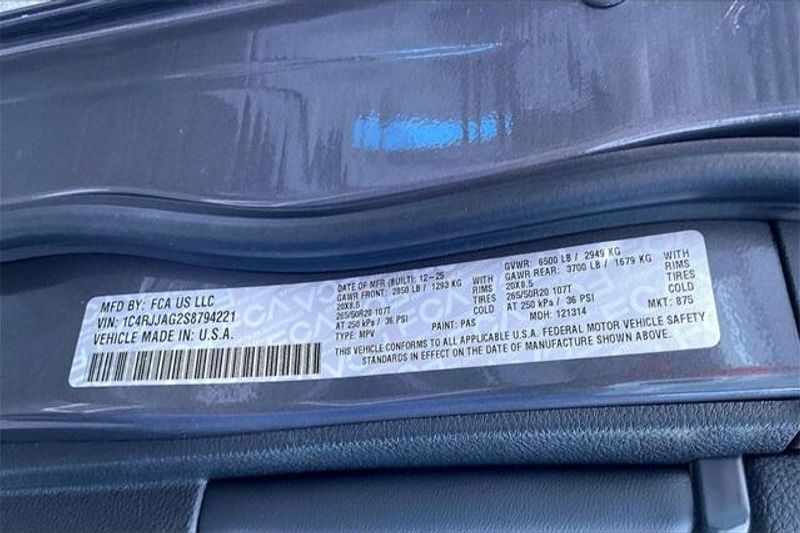 MFD BY: FCA US LLC
VIN: 1C4RJJAG2S8794221
VEHICLE MADE IN: U.S.A.
DATE OF MFR (BUILT): 12-25
GAWR FRONT: 2850 LB / 1293 KG WITH
20X8.5 RIMS
265/50R20 107T TIRES
AT 250 kPa / 36 PSI COLD
TYPE: MPV PAINT: PAS
GVWR: 6500 LB / 2949 KG
GAWR REAR: 3700 LB / 1679 KG WITH
20X8.5 RIMS
265/50R20 107T TIRES
AT 250 kPa / 36 PSI COLD
MDH: 121314 MKT: 875
THIS VEHICLE CONFORMS TO ALL APPLICABLE U.S.A. FEDERAL MOTOR VEHICLE SAFETY
STANDARDS IN EFFECT ON THE DATE OF MANUFACTURE SHOWN ABOVE.